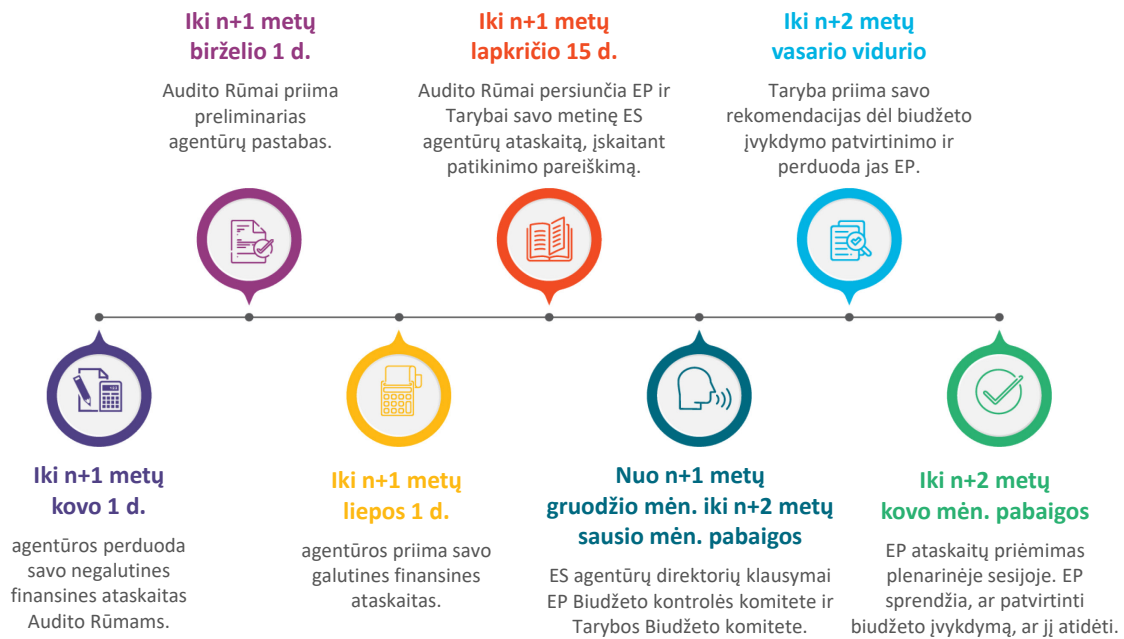 Iki n+1 metų
birželio 1 d.
Audito Rūmai priima
preliminarias
agentūrų pastabas.
Iki n+1 metų
lapkričio 15 d.
Audito Rūmai persiunčia EP ir
Tarybai savo metinę ES
agentūrų ataskaitą, įskaitant
patikinimo pareiškimą.
Iki n+2 metų
vasario vidurio
Taryba priima savo
rekomendacijas dėl biudžeto
įvykdymo patvirtinimo ir
perduoda jas EP.
Iki n+1 metų
kovo 1 d.
agentūros perduoda
savo negalutines
finansines ataskaitas
Audito Rūmams.
Iki n+1 metų
liepos 1 d.
agentūros priima savo
galutines finansines
ataskaitas.
Nuo n+1 metų
gruodžio mėn. iki n+2 metų
sausio mėn. pabaigos
ES agentūrų direktorių klausymai
EP Biudžeto kontrolės komitete ir
Tarybos Biudžeto komitete.
Iki n+2 metų
kovo mėn. pabaigos
EP ataskaitų priėmimas
plenarinėje sesijoje. EP
sprendžia, ar patvirtinti
biudžeto įvykdymą, ar jį atidėti.